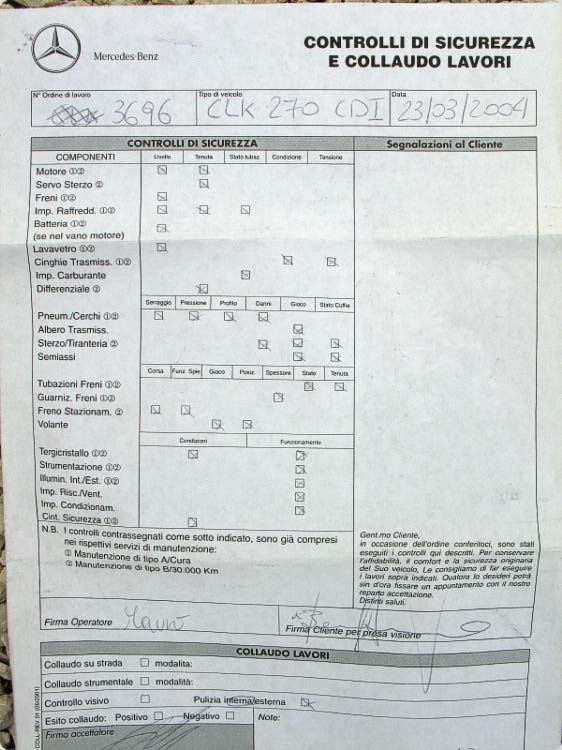 Mercedes-Benz
CONTROLLI DI SICUREZZA
E COLLAUDO LAVORI
N° Ordine di lavoro
3696
Tipo di veicolo
CLK 270 CDI
Data
23/03/2004
CONTROLLI DI SICUREZZA
Segnalazioni al Cliente
COMPONENTI Livello Tenuta Stato tubaz. Condizione Tensione
Motore ①②
Servo Sterzo ②
Freni ①②
Imp. Raffredd. ①②
Batteria ①②
(se nel vano motore)
Lavavetro ①②
Cinghie Trasmiss. ①②
Imp. Carburante
Differenziale ②
Serraggio Pressione Profilo Danni Gioco Stato Cuffie
Pneum./Cerchi ①②
Albero Trasmiss.
Sterzo/Tiranteria ②
Semiassi
Corsa Funz. Spie Gioco Posiz. Spessore Stato Tenuta
Tubazioni Freni ①②
Guarniz. Freni ①②
Freno Stazionam. ②
Volante
Condizioni Funzionamento
Tergicristallo ①②
Strumentazione ①②
Illumin. Int./Est. ①②
Imp. Risc./Vent.
Imp. Condizionam.
Cint. Sicurezza ①②
N.B. I controlli contrassegnati come sotto indicato, sono già compresi
nei rispettivi servizi di manutenzione:
① Manutenzione di tipo A/Cura
② Manutenzione di tipo B/30.000 Km
Gent.mo Cliente,
in occasione dell'ordine conferitoci, sono stati
eseguiti i controlli qui descritti. Per conservare
l'affidabilità, il comfort e la sicurezza originaria
del Suo veicolo, Le consigliamo di far eseguire
i lavori sopra indicati. Qualora lo desideri potrà
sin d'ora fissare un appuntamento con il nostro
reparto accettazione.
Distinti saluti.
Firma Operatore
Firma Cliente per presa visione
COLLAUDO LAVORI
Collaudo su strada modalità:
Collaudo strumentale modalità:
Controllo visivo Pulizia interna/esterna
Esito collaudo: Positivo Negativo Note:
Firma accettatore